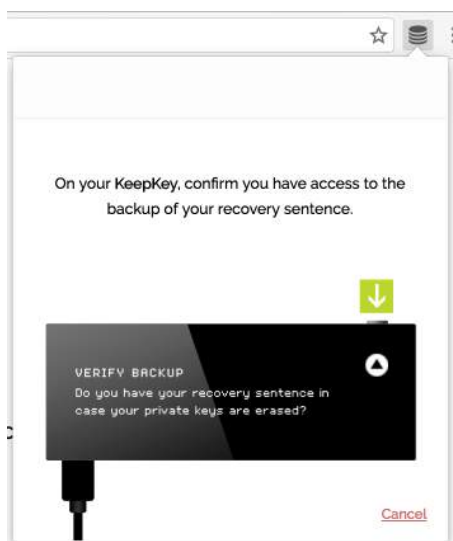 On your KeepKey, confirm you have access to the
backup of your recovery sentence.
VERIFY BACKUP
Do you have your recovery sentence in
case your private keys are erased?
Cancel